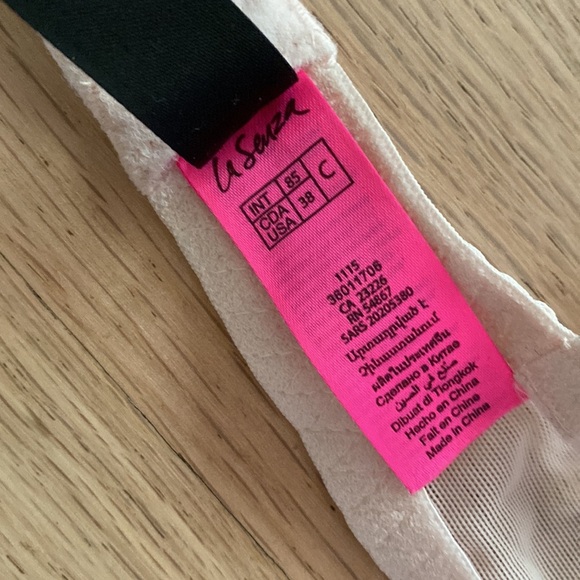 La Senza
INT 85 C
CDA USA 38
1115
36011706
CA 23226
RN 54867
SARS 20205380
Արտադրված է
Չինաստանում
ผลิตในประเทศจีน
Сделано в Китае
صنع في الصين
Dibuat di Tiongkok
Hecho en China
Fait en Chine
Made in China